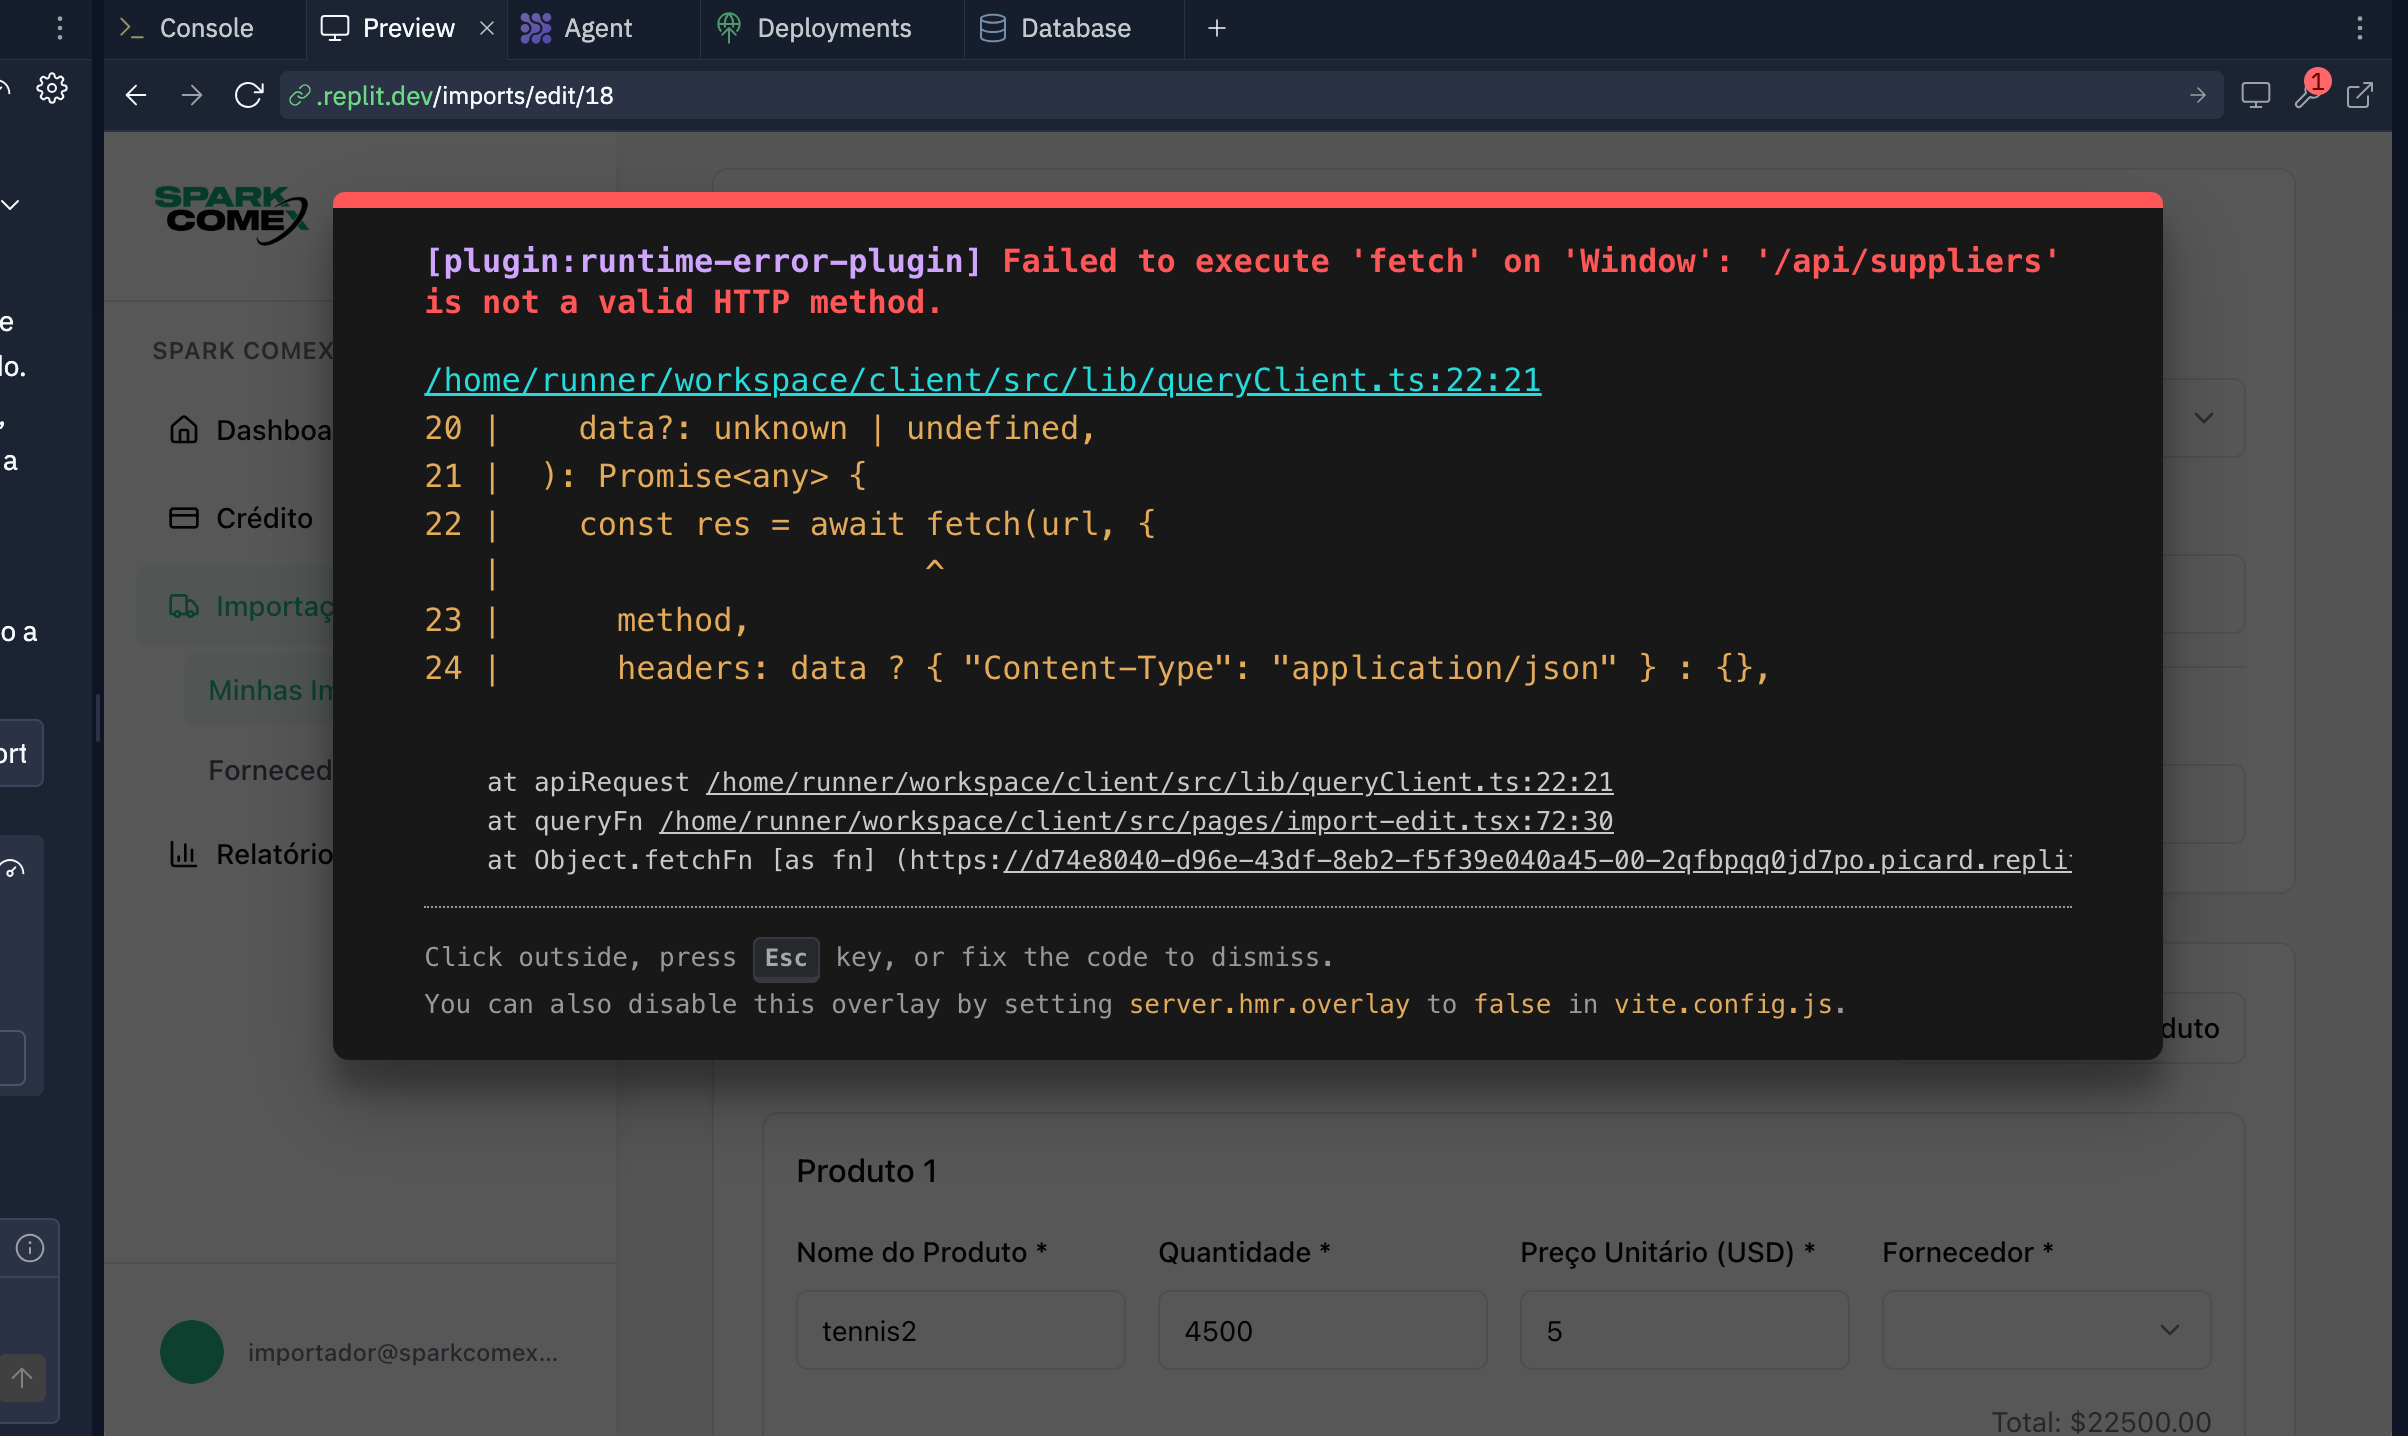 Console
Preview
Agent
Deployments
Database
.replit.dev/imports/edit/18
1
SPARK
COMEX
SPARK COMEX
Dashboa
Crédito
Importaç
Minhas Im
Forneced
Relatório
importador@sparkcomex...
e
do.
,
a
o a
ort
[plugin:runtime-error-plugin] Failed to execute 'fetch' on 'Window': '/api/suppliers'
is not a valid HTTP method.
/home/runner/workspace/client/src/lib/queryClient.ts:22:21
20 |    data?: unknown | undefined,
21 |  ): Promise<any> {
22 |    const res = await fetch(url, {
   |                      ^
23 |      method,
24 |      headers: data ? { "Content-Type": "application/json" } : {},
at apiRequest /home/runner/workspace/client/src/lib/queryClient.ts:22:21
at queryFn /home/runner/workspace/client/src/pages/import-edit.tsx:72:30
at Object.fetchFn [as fn] (https://d74e8040-d96e-43df-8eb2-f5f39e040a45-00-2qfbpqq0jd7po.picard.repli
Click outside, press Esc key, or fix the code to dismiss.
You can also disable this overlay by setting server.hmr.overlay to false in vite.config.js.
duto
Produto 1
Nome do Produto *
Quantidade *
Preço Unitário (USD) *
Fornecedor *
tennis2
4500
5
Total: $22500.00